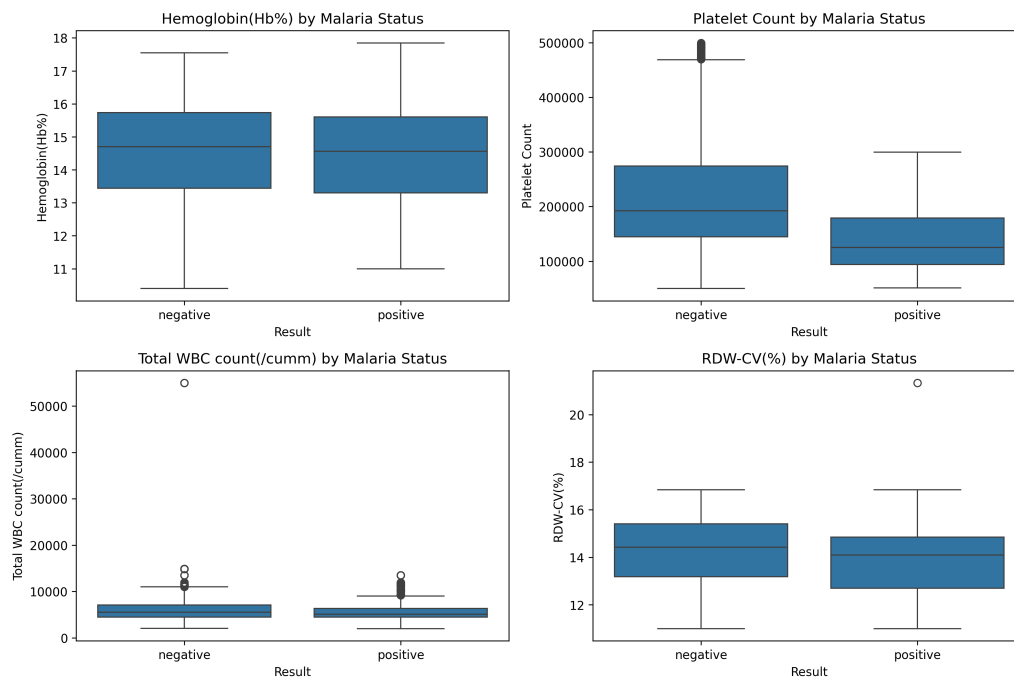 Hemoglobin(Hb%) by Malaria Status
18
17
16
15
14
13
12
11
Hemoglobin(Hb%)
negative
positive
Result
Platelet Count by Malaria Status
500000
400000
300000
200000
100000
Platelet Count
negative
positive
Result
Total WBC count(/cumm) by Malaria Status
50000
40000
30000
20000
10000
0
Total WBC count(/cumm)
negative
positive
Result
RDW-CV(%) by Malaria Status
20
18
16
14
12
RDW-CV(%)
negative
positive
Result